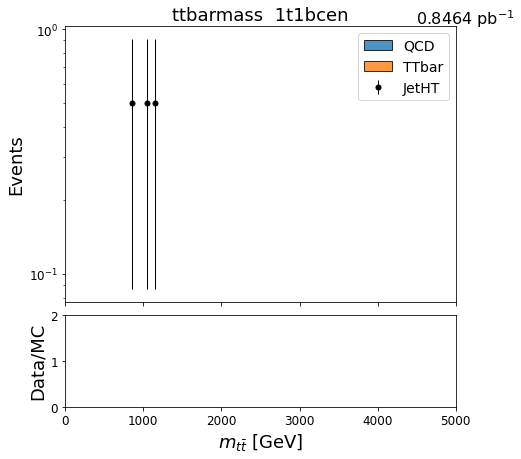 ttbarmass 1t1bcen
0.8464 pb⁻¹
10⁰
QCD
TTbar
JetHT
Events
10⁻¹
2
Data/MC
1
0
0 1000 2000 3000 4000 5000
m_{tt̄} [GeV]